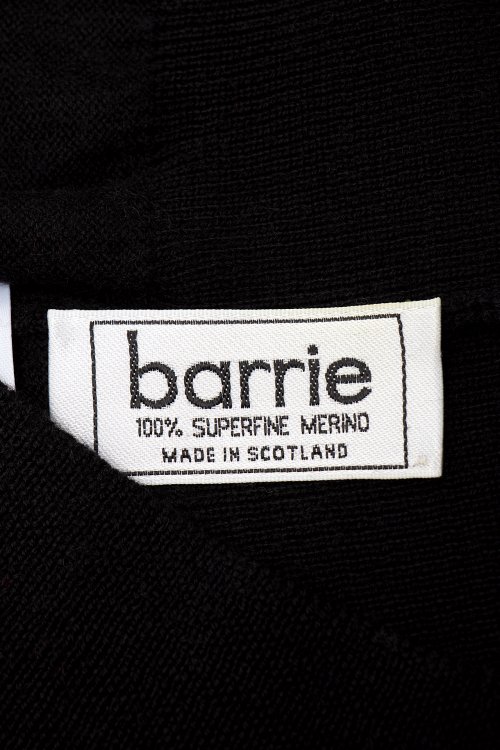 barrie
100% SUPERFINE MERINO
MADE IN SCOTLAND